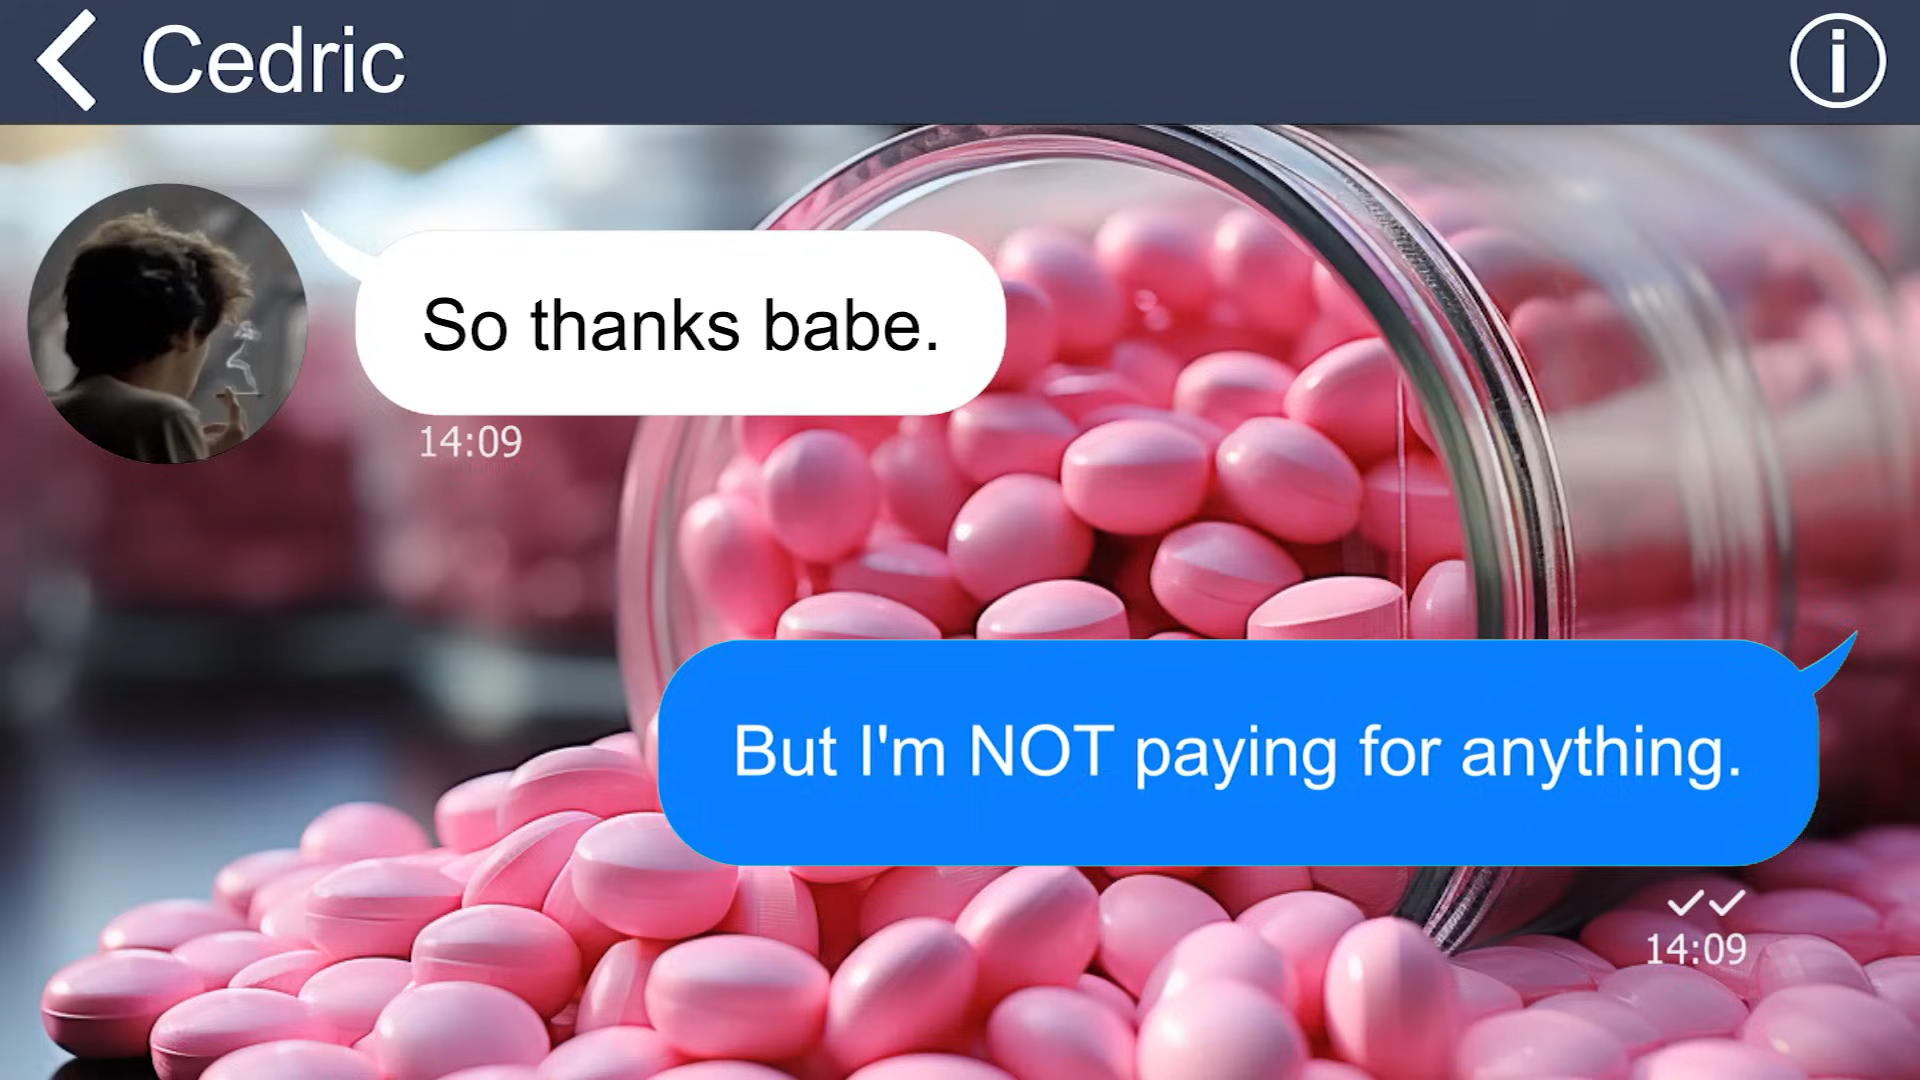 Cedric
So thanks babe.
14:09
But I'm NOT paying for anything.
14:09